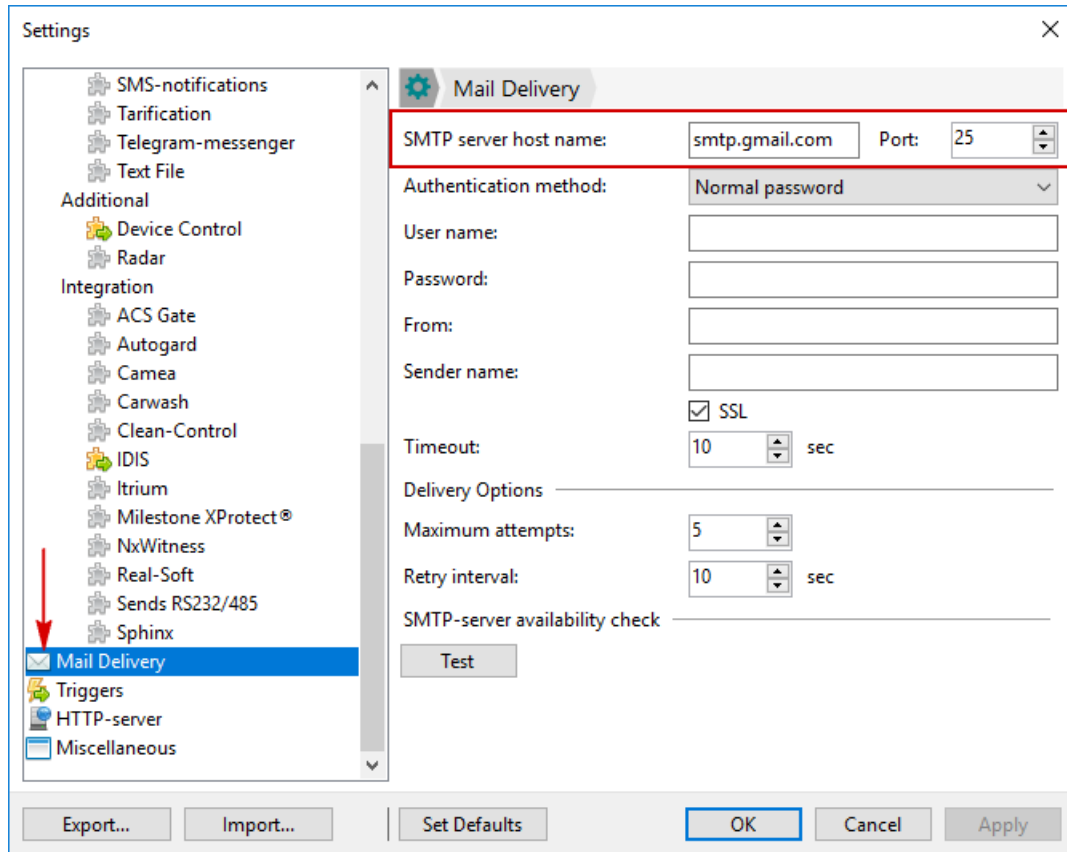 Settings
SMS-notifications
Tarification
Telegram-messenger
Text File
Additional
Device Control
Radar
Integration
ACS Gate
Autogard
Camea
Carwash
Clean-Control
IDIS
Itrium
Milestone XProtect®
NxWitness
Real-Soft
Sends RS232/485
Sphinx
Mail Delivery
Triggers
HTTP-server
Miscellaneous
Mail Delivery
SMTP server host name: smtp.gmail.com Port: 25
Authentication method: Normal password
User name:
Password:
From:
Sender name:
SSL
Timeout: 10 sec
Delivery Options
Maximum attempts: 5
Retry interval: 10 sec
SMTP-server availability check
Test
Export... Import... Set Defaults OK Cancel Apply